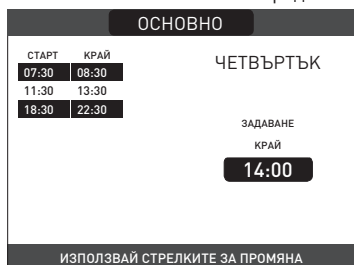 ОСНОВНО
СТАРТ КРАЙ
07:30 08:30
11:30 13:30
18:30 22:30
ЧЕТВЪРТЪК
ЗАДАВАНЕ
КРАЙ
14:00
ИЗПОЛЗВАЙ СТРЕЛКИТЕ ЗА ПРОМЯНА